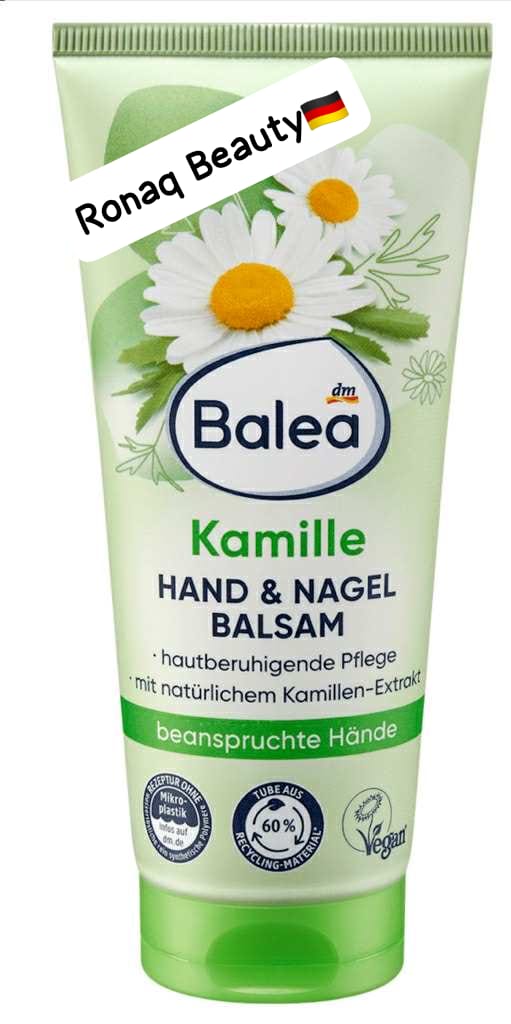 Ronaq Beauty🇩🇪
dm
Balea
Kamille
HAND & NAGEL
BALSAM
· hautberuhigende Pflege
· mit natürlichem Kamillen-Extrakt
beanspruchte Hände
REZEPTUR OHNE
Mikro-
plastik
Infos auf
dm.de
TUBE AUS
60 %
RECYCLING-MATERIAL
Vegan